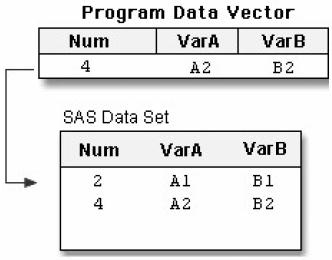 Program Data Vector
Num VarA VarB
4 A2 B2
SAS Data Set
Num VarA VarB
2 A1 B1
4 A2 B2